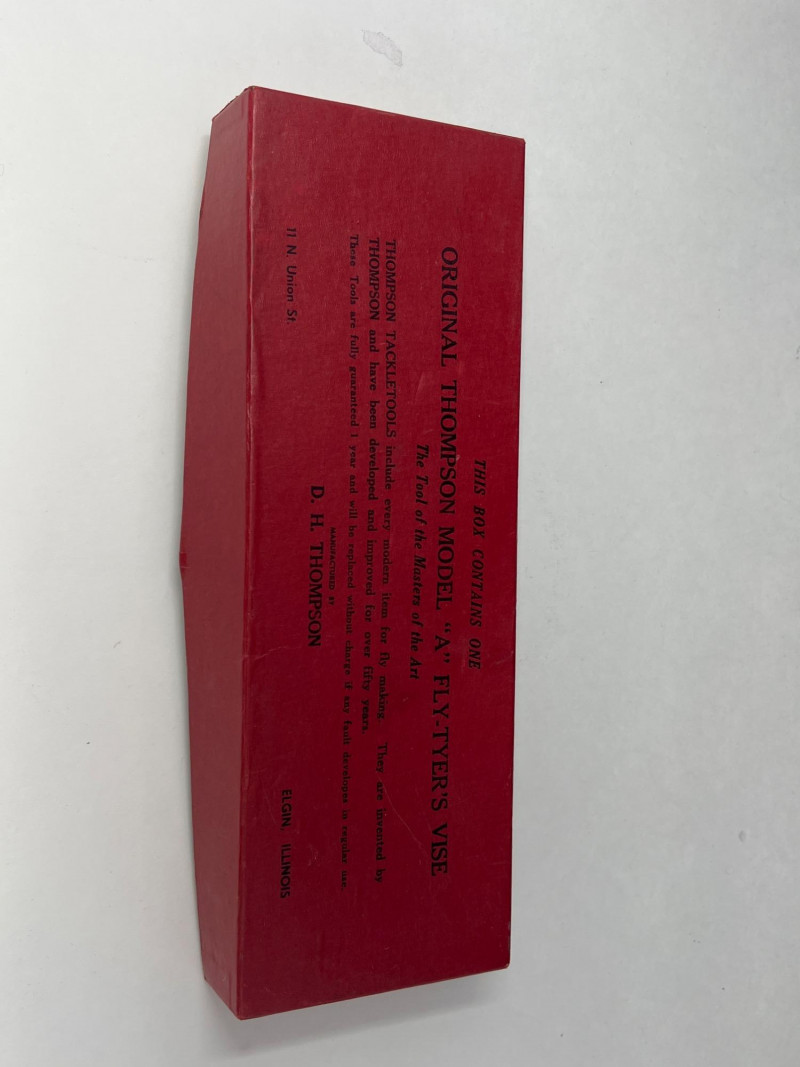 THIS BOX CONTAINS ONE
ORIGINAL THOMPSON MODEL "A" FLY-TYER'S VISE
The Tool of the Masters of the Art
THOMPSON TACKLETOOLS include every modern item for fly making. They are invented by
THOMPSON and have been developed and improved for over fifty years.
These Tools are fully guaranteed 1 year and will be replaced without charge if any fault developes in regular use.
MANUFACTURED BY
D. H. THOMPSON
11 N. Union St.
ELGIN, ILLINOIS